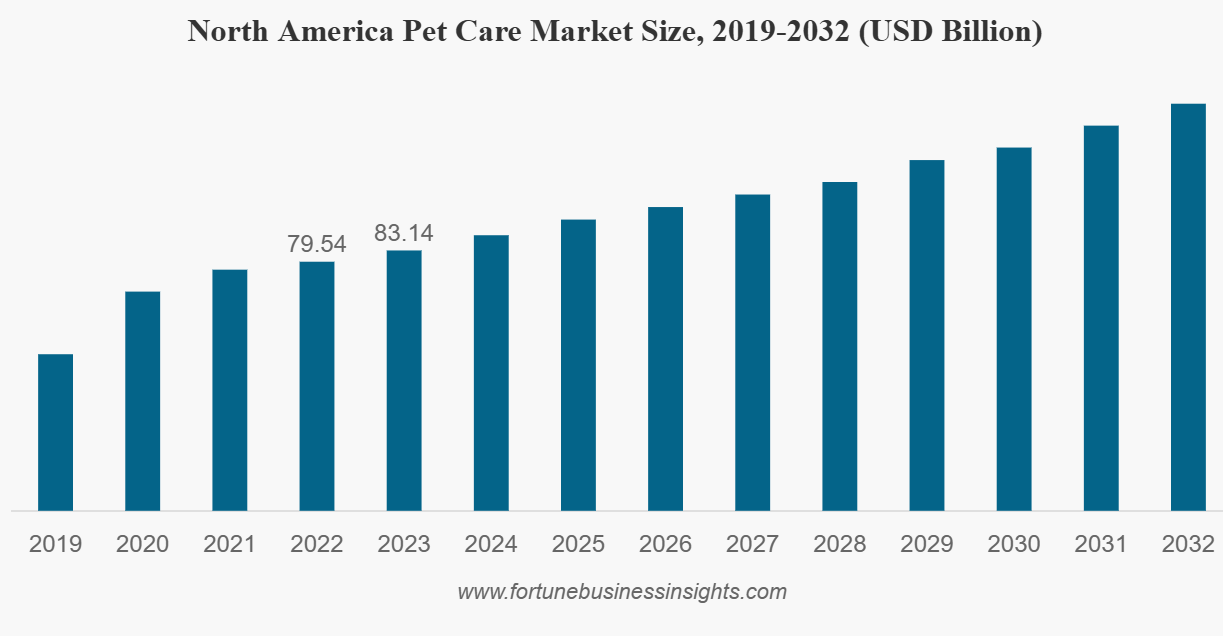 North America Pet Care Market Size, 2019-2032 (USD Billion)
79.54
83.14
2019 2020 2021 2022 2023 2024 2025 2026 2027 2028 2029 2030 2031 2032
www.fortunebusinessinsights.com